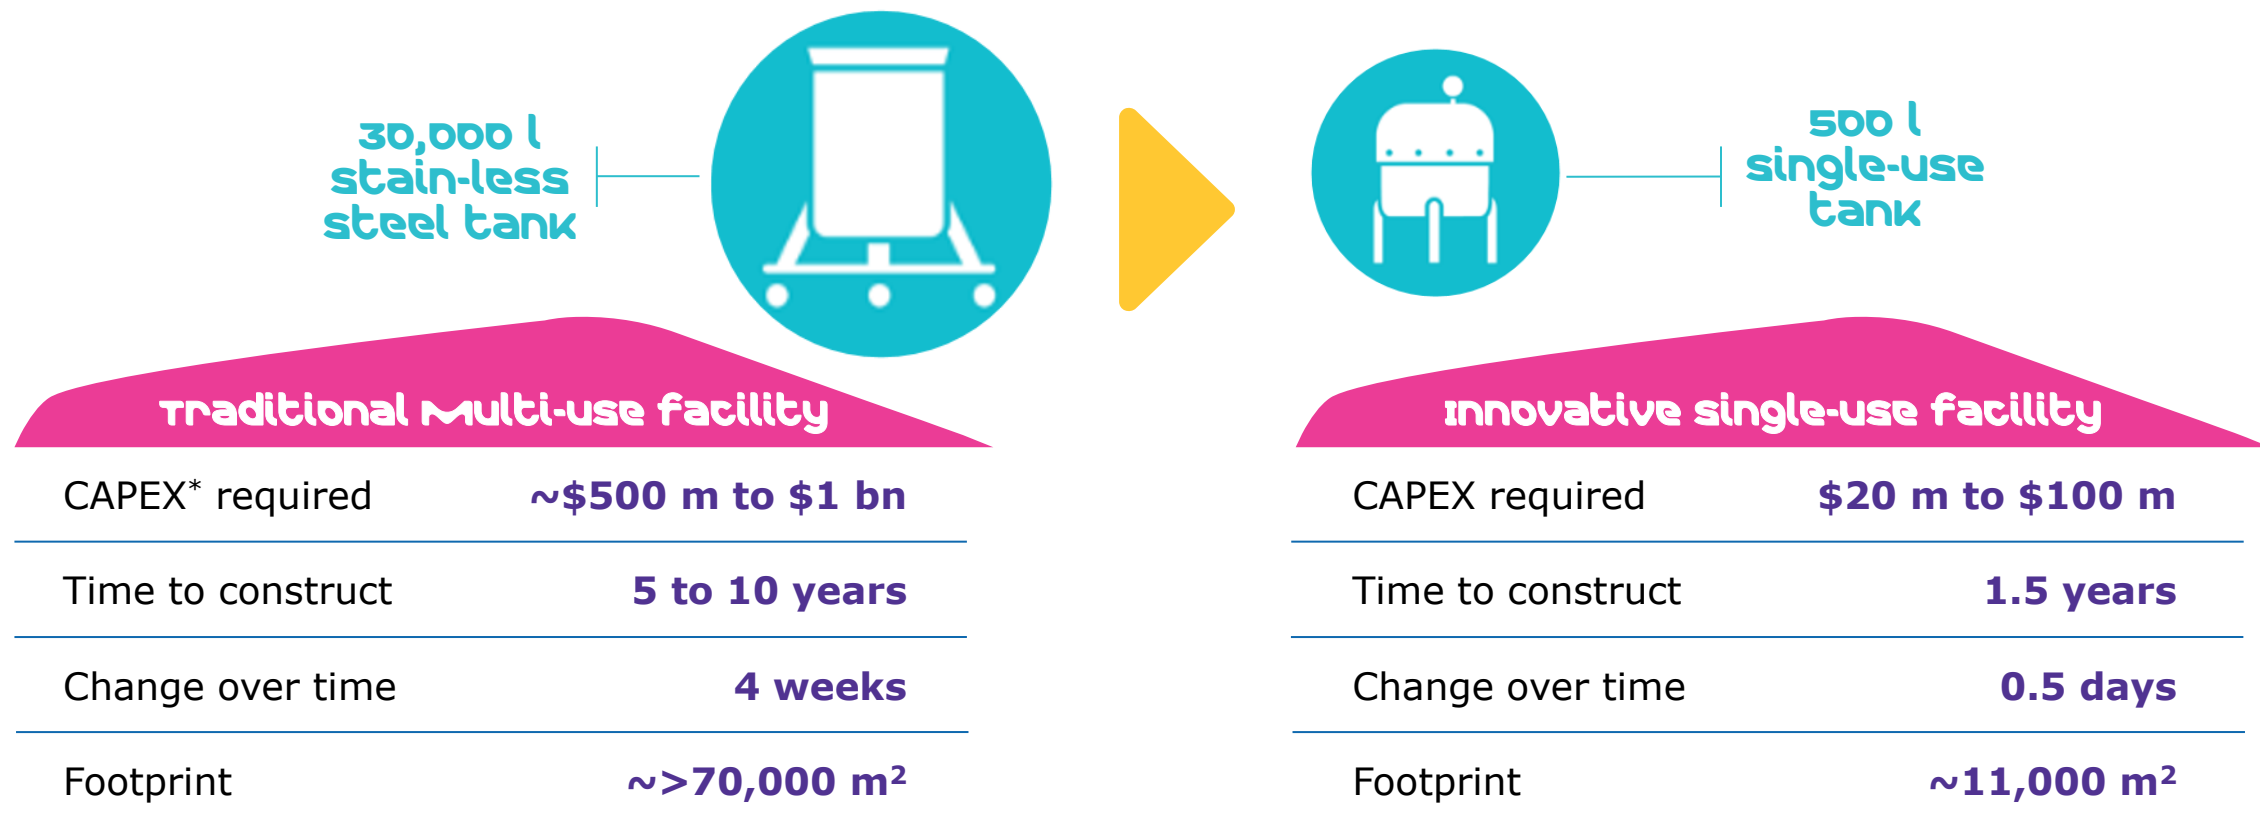 30,000 l
stain-less
steel tank
500 l
single-use
tank
Traditional Multi-use facility
CAPEX* required ~$500 m to $1 bn
Time to construct 5 to 10 years
Change over time 4 weeks
Footprint ~>70,000 m²
Innovative single-use facility
CAPEX required $20 m to $100 m
Time to construct 1.5 years
Change over time 0.5 days
Footprint ~11,000 m²